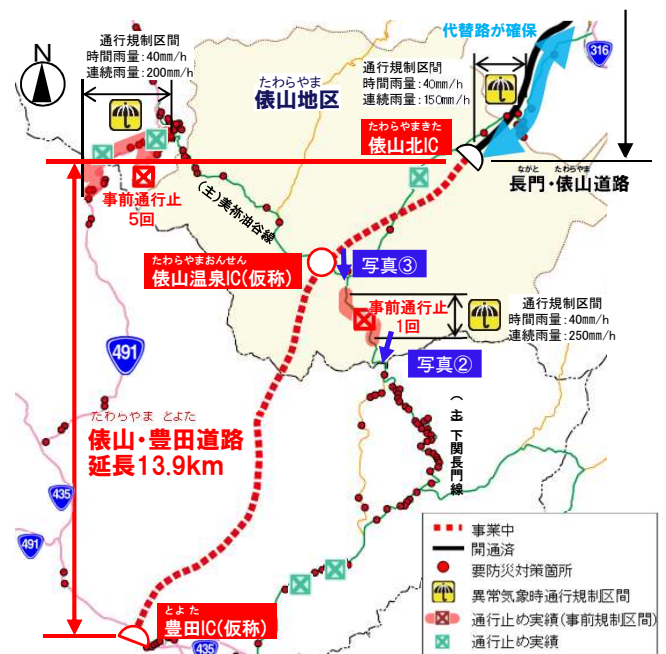 N
通行規制区間
時間雨量:40mm/h
連続雨量:200mm/h
たわらやま
俵山地区
通行規制区間
時間雨量:40mm/h
連続雨量:150mm/h
代替路が確保
316
たわらやまきた
俵山北IC
ながと たわらやま
長門・俵山道路
事前通行止
5回
(主)美祢油谷線
たわらやまおんせん
俵山温泉IC(仮称)
写真③
事前通行止
1回
通行規制区間
時間雨量:40mm/h
連続雨量:250mm/h
写真②
491
たわらやま とよた
俵山・豊田道路
延長13.9km
(主)下関長門線
435
491
とよた
豊田IC(仮称)
435
事業中
開通済
要防災対策箇所
異常気象時通行規制区間
通行止め実績(事前規制区間)
通行止め実績